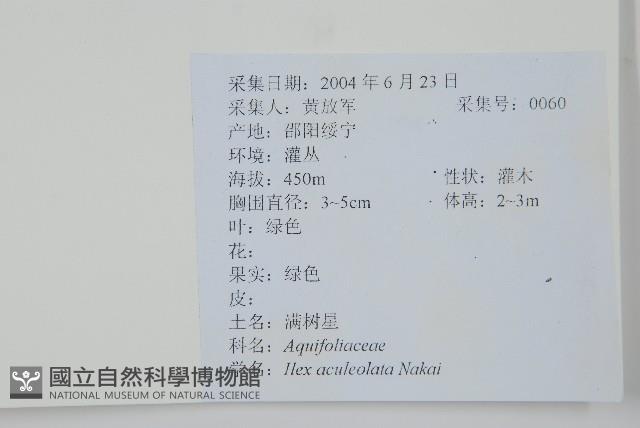 采集日期：2004 年 6 月 23 日
采集人：黄放军 采集号：0060
产地：邵阳绥宁
环境：灌丛
海拔：450m 性状：灌木
胸围直径：3~5cm 体高：2~3m
叶：绿色
花：
果实：绿色
皮：
土名：满树星
科名：Aquifoliaceae
学名：Ilex aculeolata Nakai
國立自然科學博物館
NATIONAL MUSEUM OF NATURAL SCIENCE